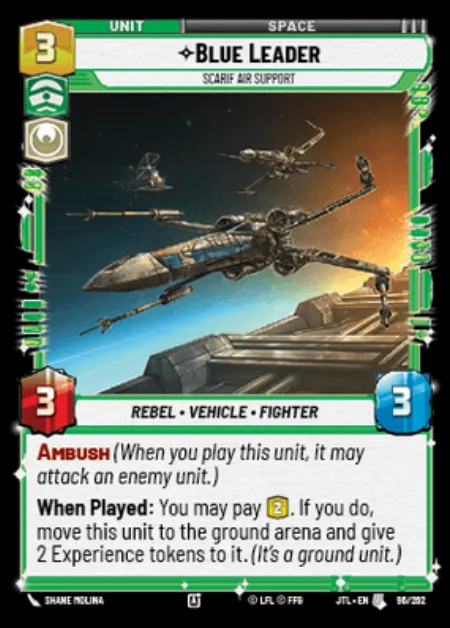 UNIT SPACE
3
BLUE LEADER
SCARIF AIR SUPPORT
3
REBEL • VEHICLE • FIGHTER
3
AMBUSH (When you play this unit, it may
attack an enemy unit.)
When Played: You may pay 2. If you do,
move this unit to the ground arena and give
2 Experience tokens to it. (It's a ground unit.)
SHANE MOLINA A © LFL © FFG JTL • EN 96/262